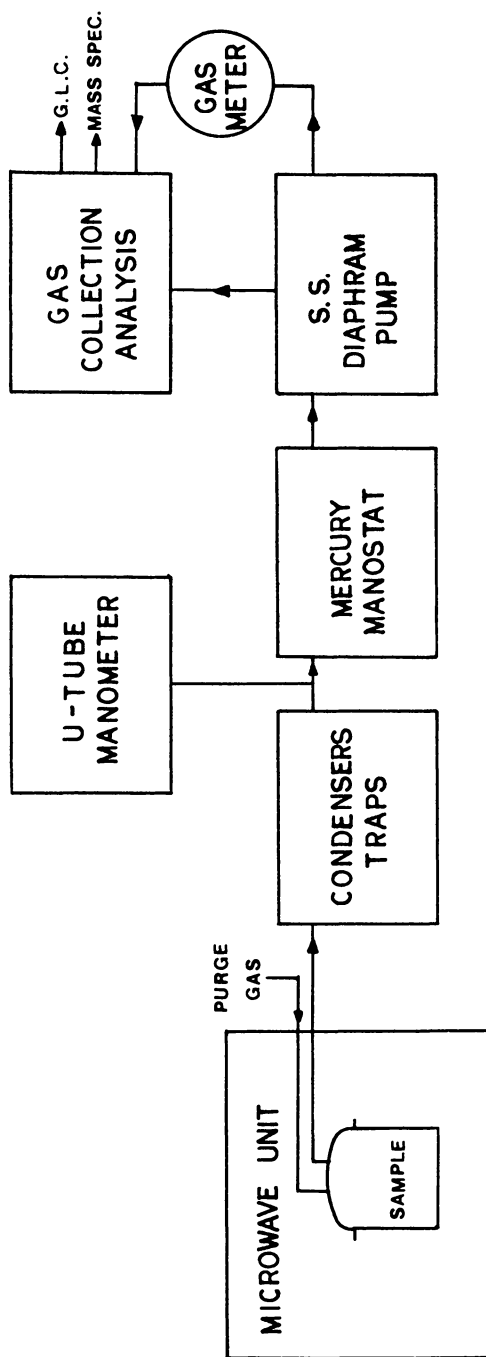 MICROWAVE UNIT
SAMPLE
PURGE
GAS
CONDENSERS
TRAPS
U-TUBE
MANOMETER
MERCURY
MANOSTAT
S.S.
DIAPHRAM
PUMP
GAS
METER
GAS
COLLECTION
ANALYSIS
G.L.C.
MASS SPEC.